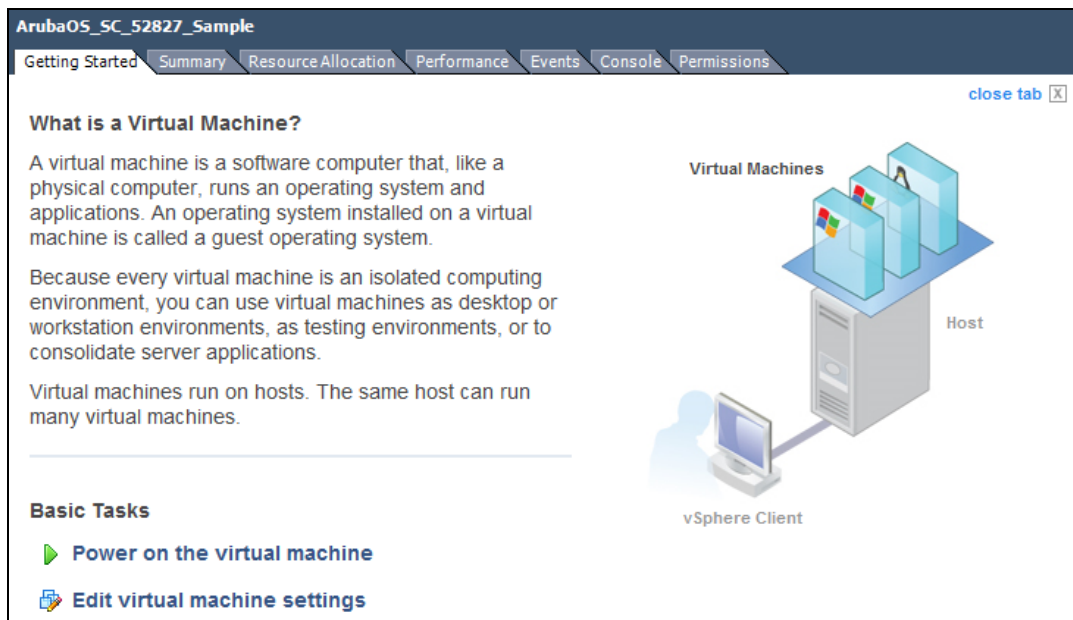 ArubaOS_SC_52827_Sample
Getting Started Summary Resource Allocation Performance Events Console Permissions
close tab X
What is a Virtual Machine?
A virtual machine is a software computer that, like a
physical computer, runs an operating system and
applications. An operating system installed on a virtual
machine is called a guest operating system.
Because every virtual machine is an isolated computing
environment, you can use virtual machines as desktop or
workstation environments, as testing environments, or to
consolidate server applications.
Virtual machines run on hosts. The same host can run
many virtual machines.
Virtual Machines
Host
vSphere Client
Basic Tasks
Power on the virtual machine
Edit virtual machine settings